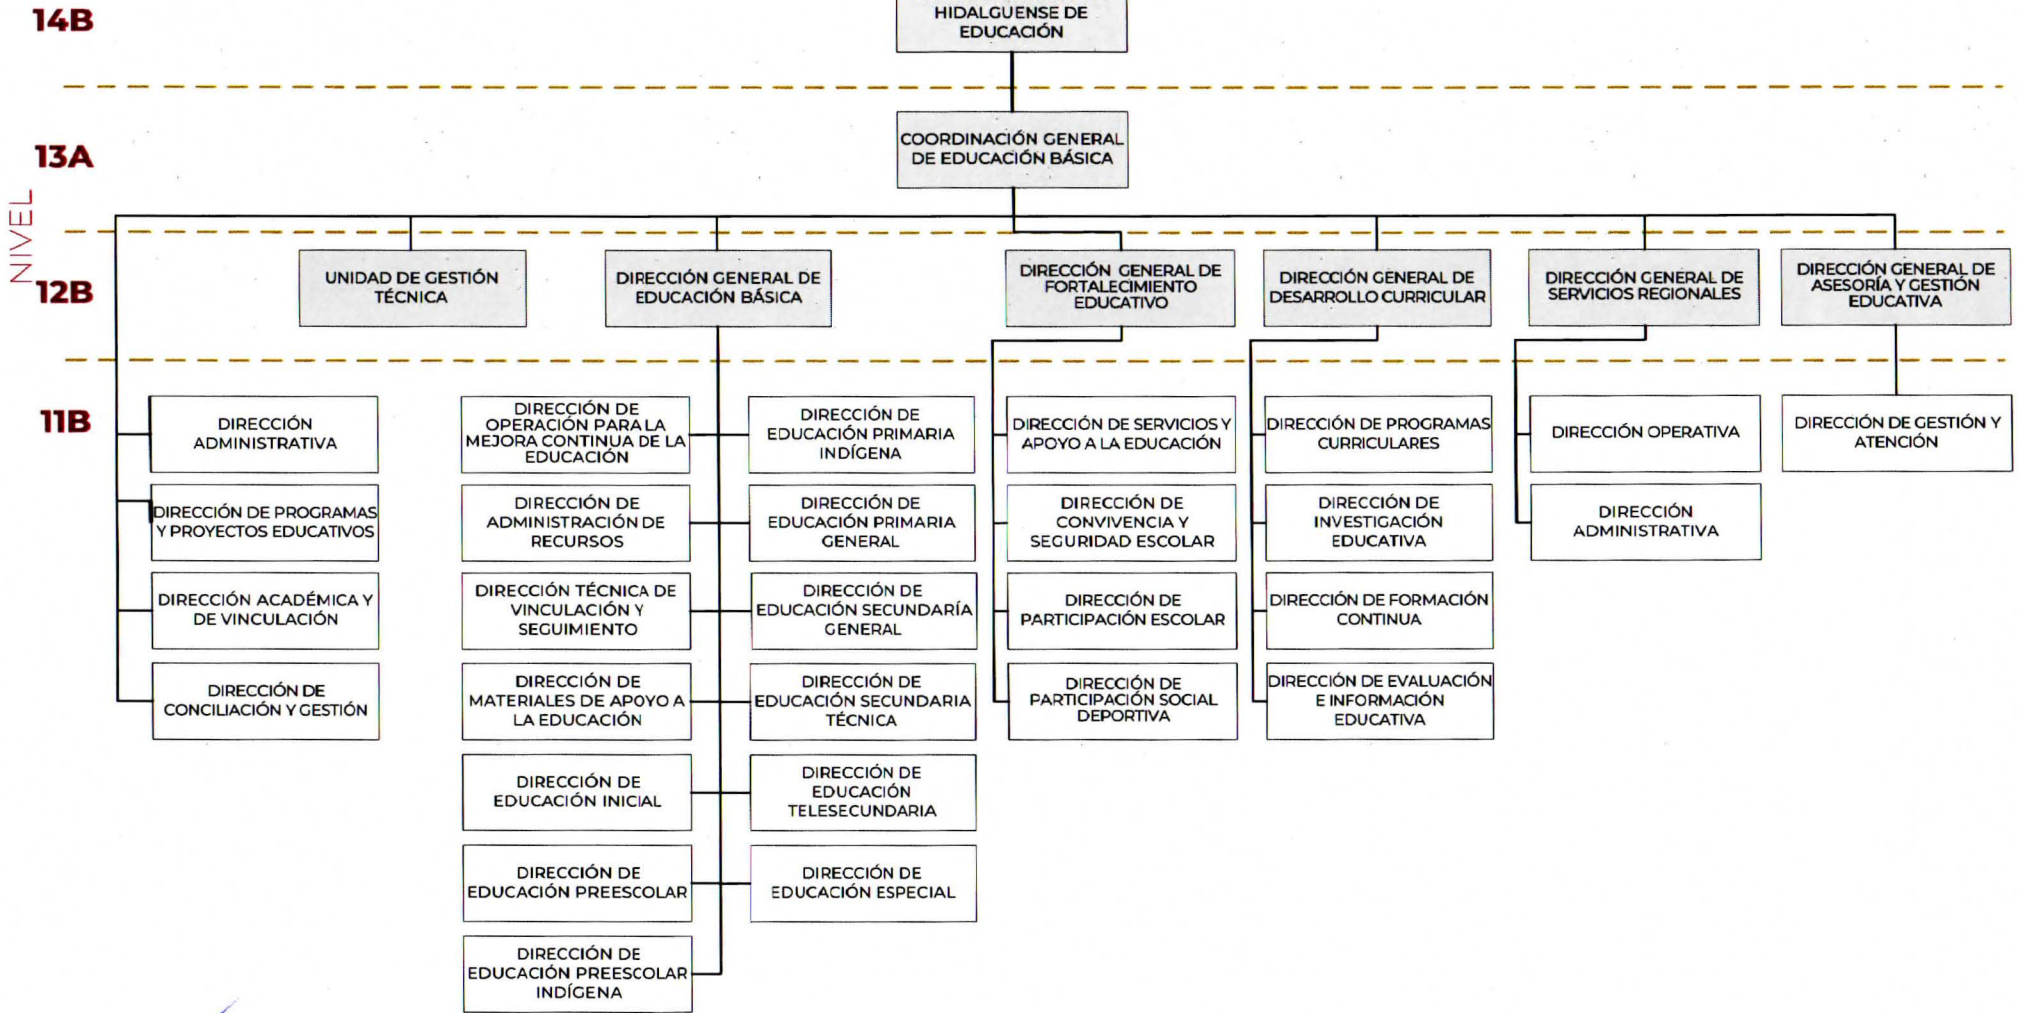 14B
HIDALGUENSE DE
EDUCACIÓN
13A
COORDINACIÓN GENERAL
DE EDUCACIÓN BÁSICA
NIVEL
12B
UNIDAD DE GESTIÓN
TÉCNICA
DIRECCIÓN GENERAL DE
EDUCACIÓN BÁSICA
DIRECCIÓN GENERAL DE
FORTALECIMIENTO
EDUCATIVO
DIRECCIÓN GENERAL DE
DESARROLLO CURRICULAR
DIRECCIÓN GENERAL DE
SERVICIOS REGIONALES
DIRECCIÓN GENERAL DE
ASESORÍA Y GESTIÓN
EDUCATIVA
11B
DIRECCIÓN
ADMINISTRATIVA
DIRECCIÓN DE PROGRAMAS
Y PROYECTOS EDUCATIVOS
DIRECCIÓN ACADÉMICA Y
DE VINCULACIÓN
DIRECCIÓN DE
CONCILIACIÓN Y GESTIÓN
DIRECCIÓN DE
OPERACIÓN PARA LA
MEJORA CONTINUA DE LA
EDUCACIÓN
DIRECCIÓN DE
ADMINISTRACIÓN DE
RECURSOS
DIRECCIÓN TÉCNICA DE
VINCULACIÓN Y
SEGUIMIENTO
DIRECCIÓN DE
MATERIALES DE APOYO A
LA EDUCACIÓN
DIRECCIÓN DE
EDUCACIÓN INICIAL
DIRECCIÓN DE
EDUCACIÓN PREESCOLAR
DIRECCIÓN DE
EDUCACIÓN PREESCOLAR
INDÍGENA
DIRECCIÓN DE
EDUCACIÓN PRIMARIA
INDÍGENA
DIRECCIÓN DE
EDUCACIÓN PRIMARIA
GENERAL
DIRECCIÓN DE
EDUCACIÓN SECUNDARÍA
GENERAL
DIRECCIÓN DE
EDUCACIÓN SECUNDARIA
TÉCNICA
DIRECCIÓN DE
EDUCACIÓN
TELESECUNDARIA
DIRECCIÓN DE
EDUCACIÓN ESPECIAL
DIRECCIÓN DE SERVICIOS Y
APOYO A LA EDUCACIÓN
DIRECCIÓN DE
CONVIVENCIA Y
SEGURIDAD ESCOLAR
DIRECCIÓN DE
PARTICIPACIÓN ESCOLAR
DIRECCIÓN DE
PARTICIPACIÓN SOCIAL
DEPORTIVA
DIRECCIÓN DE PROGRAMAS
CURRICULARES
DIRECCIÓN DE
INVESTIGACIÓN
EDUCATIVA
DIRECCIÓN DE FORMACIÓN
CONTINUA
DIRECCIÓN DE EVALUACIÓN
E INFORMACIÓN
EDUCATIVA
DIRECCIÓN OPERATIVA
DIRECCIÓN
ADMINISTRATIVA
DIRECCIÓN DE GESTIÓN Y
ATENCIÓN